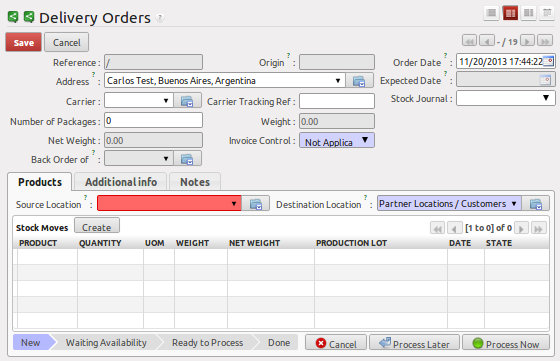 Delivery Orders ?
Save Cancel - / 19
Reference : / Origin ? : Order Date ? : 11/20/2013 17:44:22
Address ? : Carlos Test, Buenos Aires, Argentina Expected Date ? :
Carrier : Carrier Tracking Ref : Stock Journal :
Number of Packages : 0 Weight ? : 0.00
Net Weight : 0.00 Invoice Control : Not Applica
Back Order of ? :
Products Additional info Notes
Source Location ? : Destination Location ? : Partner Locations / Customers
Stock Moves Create [1 to 0] of 0
PRODUCT QUANTITY UOM WEIGHT NET WEIGHT PRODUCTION LOT DATE STATE
New Waiting Availability Ready to Process Done Cancel Process Later Process Now